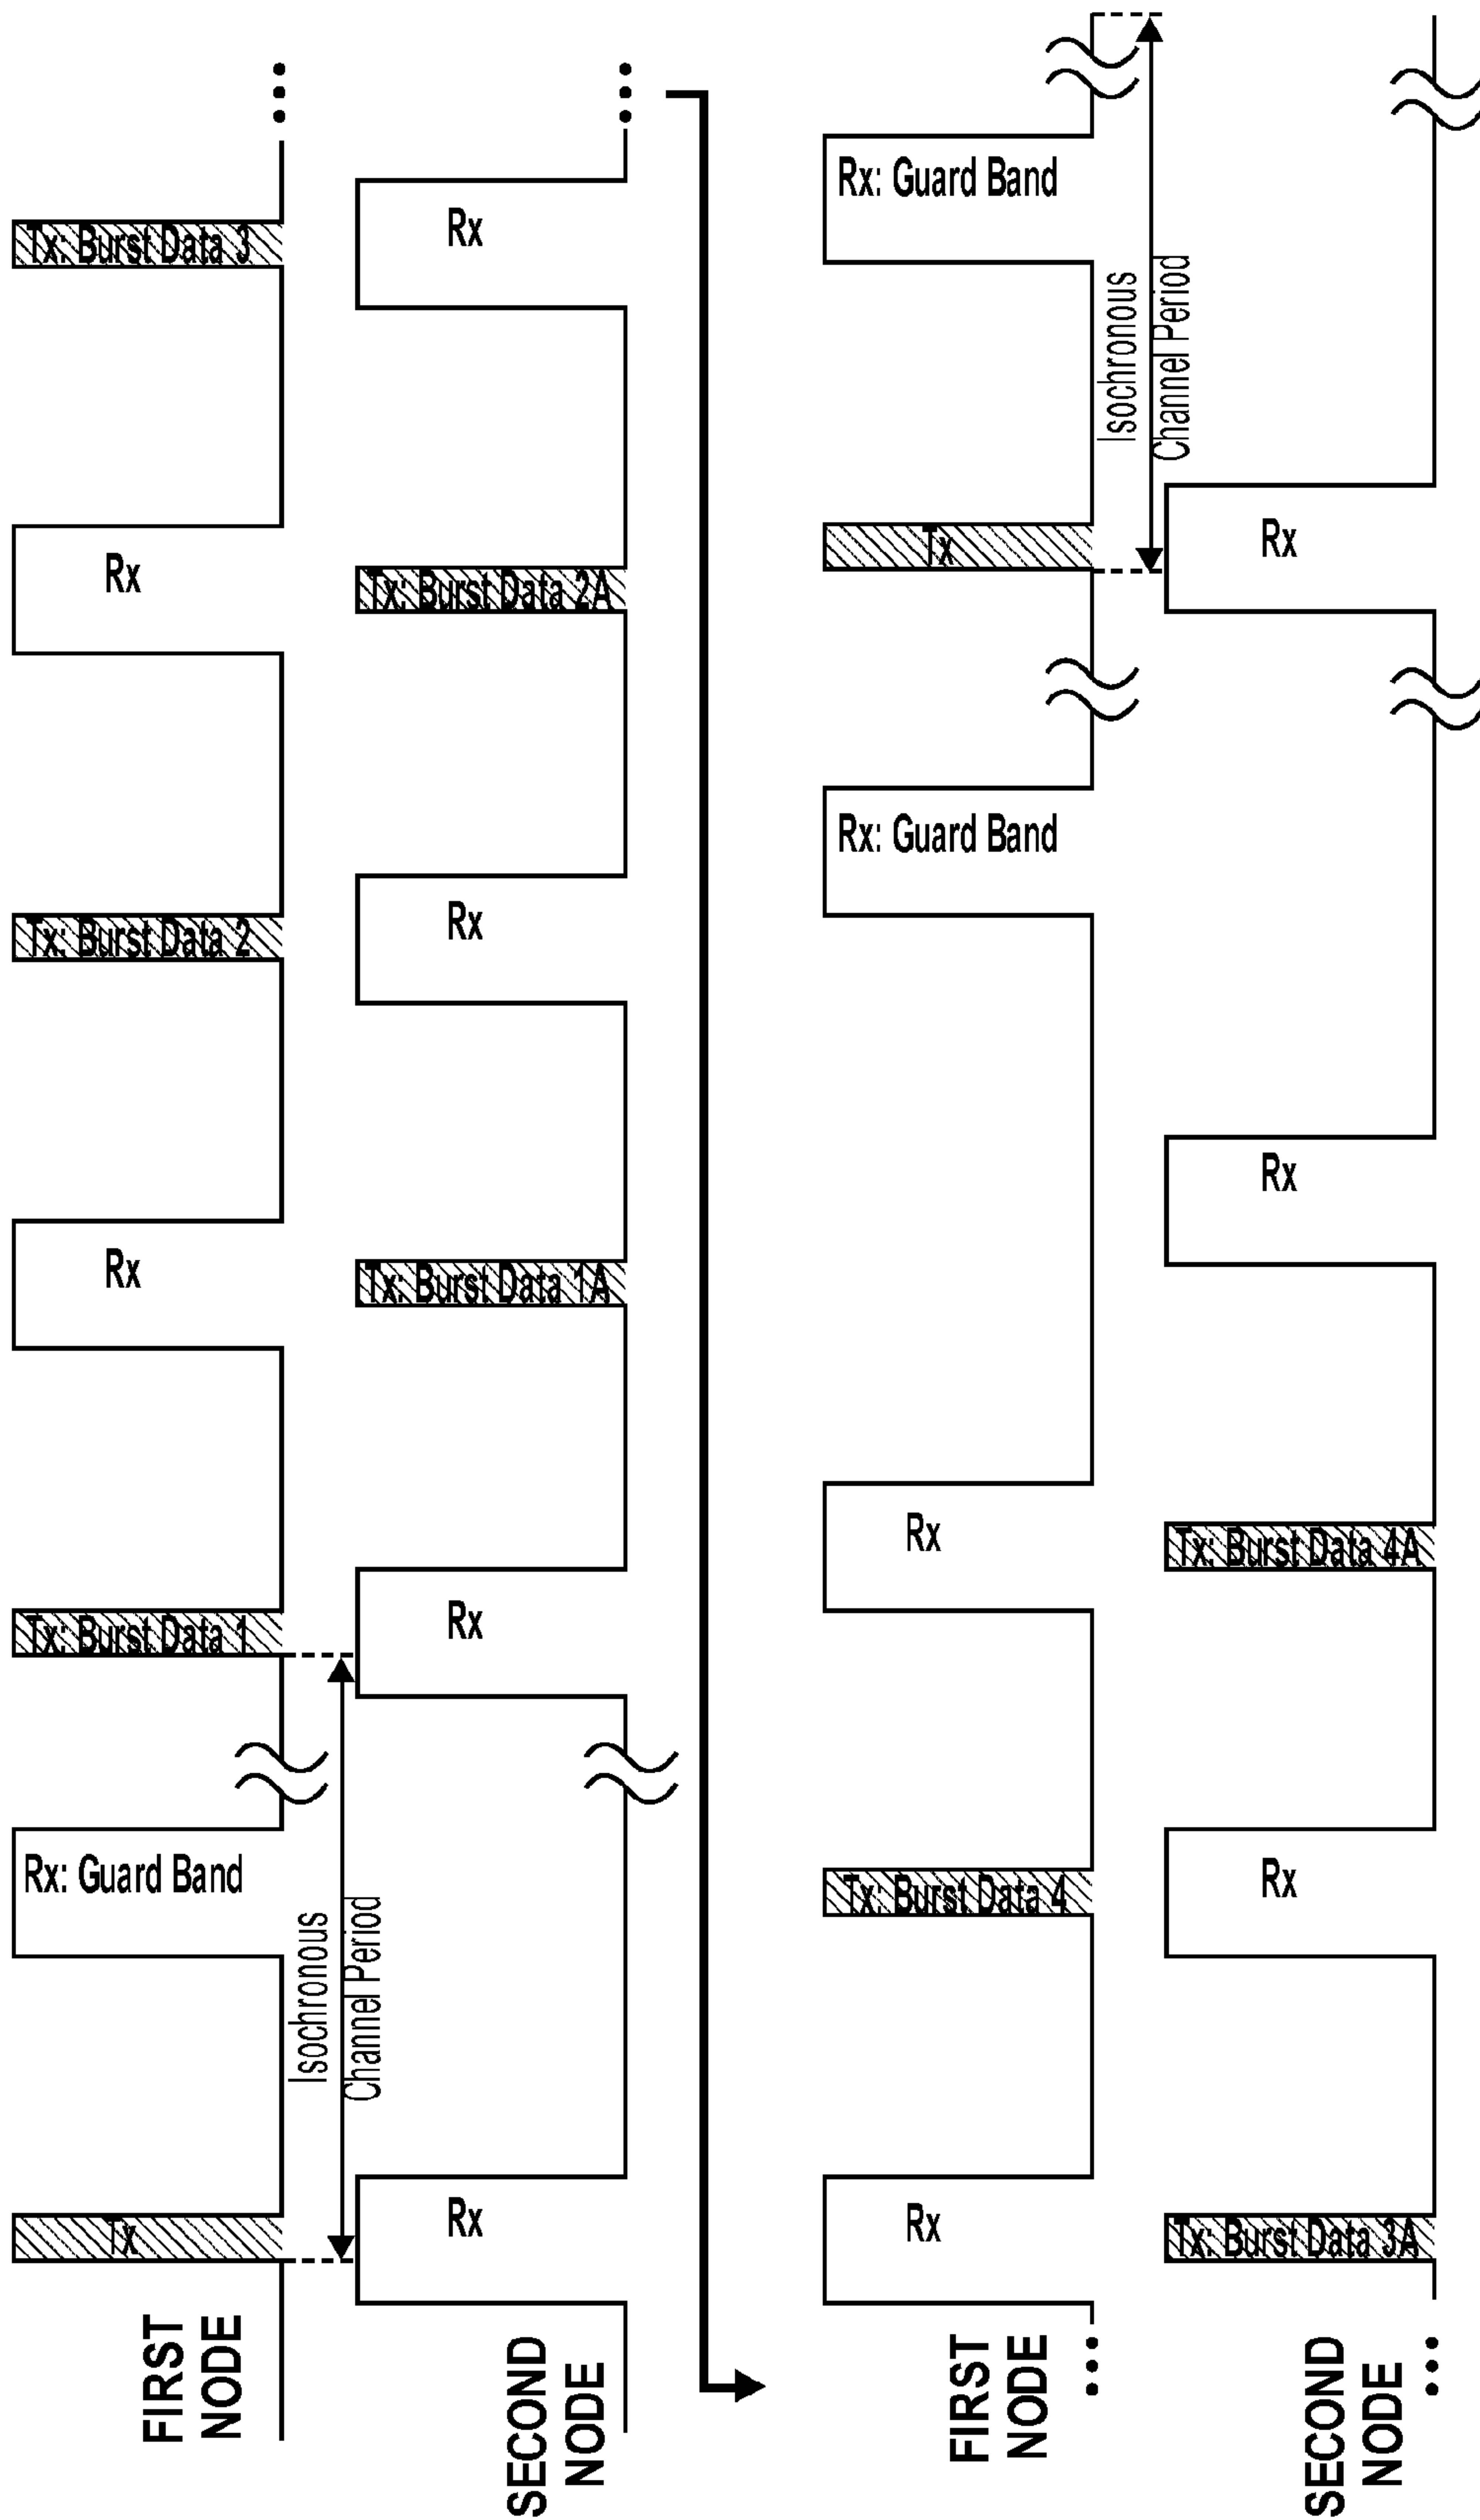 FIRST
NODE
Tx
Rx: Guard Band
Tx: Burst Data 1
Rx
Tx: Burst Data 2
Rx
Tx: Burst Data 3
Isochronous
Channel Period
SECOND
NODE
Rx
Rx
Tx: Burst Data 1A
Rx
Tx: Burst Data 2A
Rx
FIRST
NODE
Rx
Tx: Burst Data 4
Rx
Rx: Guard Band
Tx
Rx: Guard Band
Isochronous
Channel Period
SECOND
NODE
Tx: Burst Data 3A
Rx
Tx: Burst Data 4A
Rx
Rx